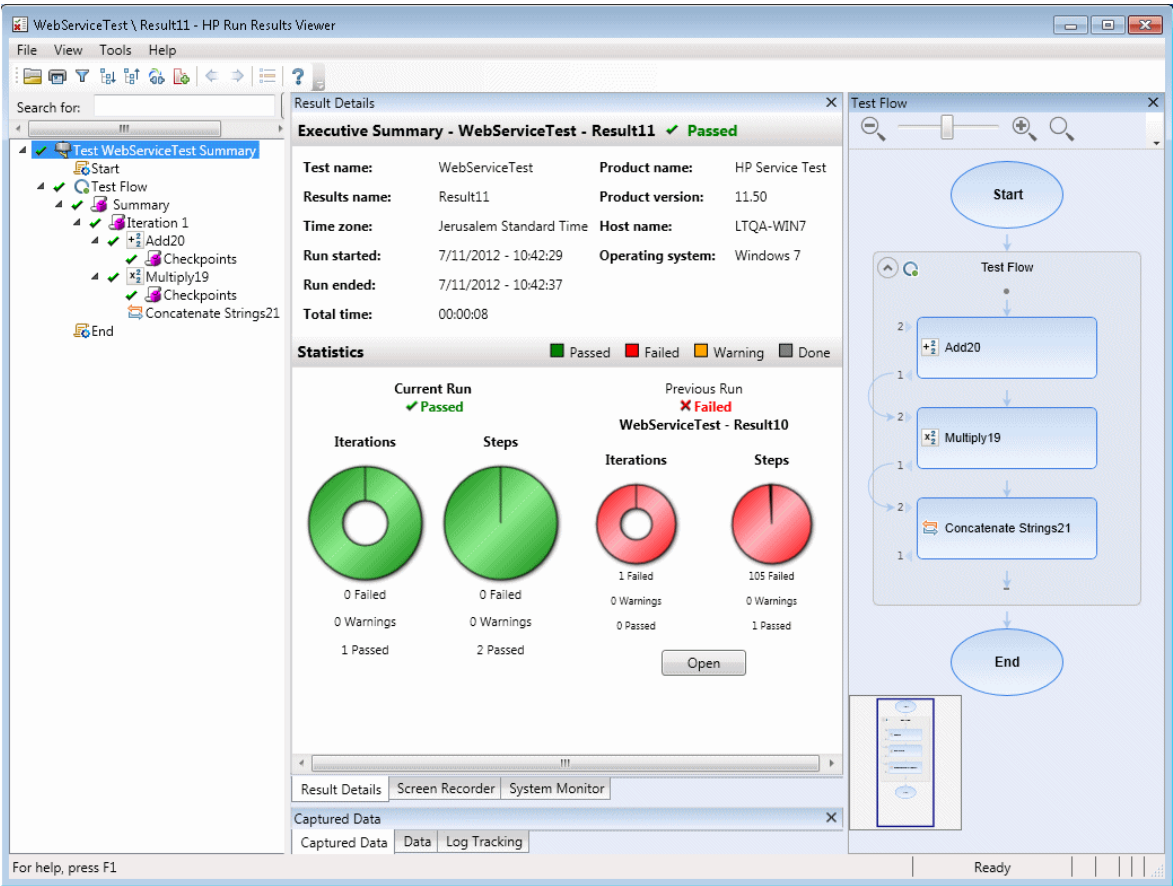 WebServiceTest \ Result11 - HP Run Results Viewer
File View Tools Help
Search for:
Test WebServiceTest Summary
Start
Test Flow
Summary
Iteration 1
Add20
Checkpoints
Multiply19
Checkpoints
Concatenate Strings21
End
Result Details
Executive Summary - WebServiceTest - Result11 Passed
Test name: WebServiceTest Product name: HP Service Test
Results name: Result11 Product version: 11.50
Time zone: Jerusalem Standard Time Host name: LTQA-WIN7
Run started: 7/11/2012 - 10:42:29 Operating system: Windows 7
Run ended: 7/11/2012 - 10:42:37
Total time: 00:00:08
Statistics Passed Failed Warning Done
Current Run
Passed
Iterations Steps
0 Failed 0 Failed
0 Warnings 0 Warnings
1 Passed 2 Passed
Previous Run
Failed
WebServiceTest - Result10
Iterations Steps
1 Failed 105 Failed
0 Warnings 0 Warnings
0 Passed 1 Passed
Open
Result Details Screen Recorder System Monitor
Captured Data
Captured Data Data Log Tracking
Test Flow
Start
Test Flow
2
Add20
1
2
Multiply19
1
2
Concatenate Strings21
1
End
For help, press F1 Ready